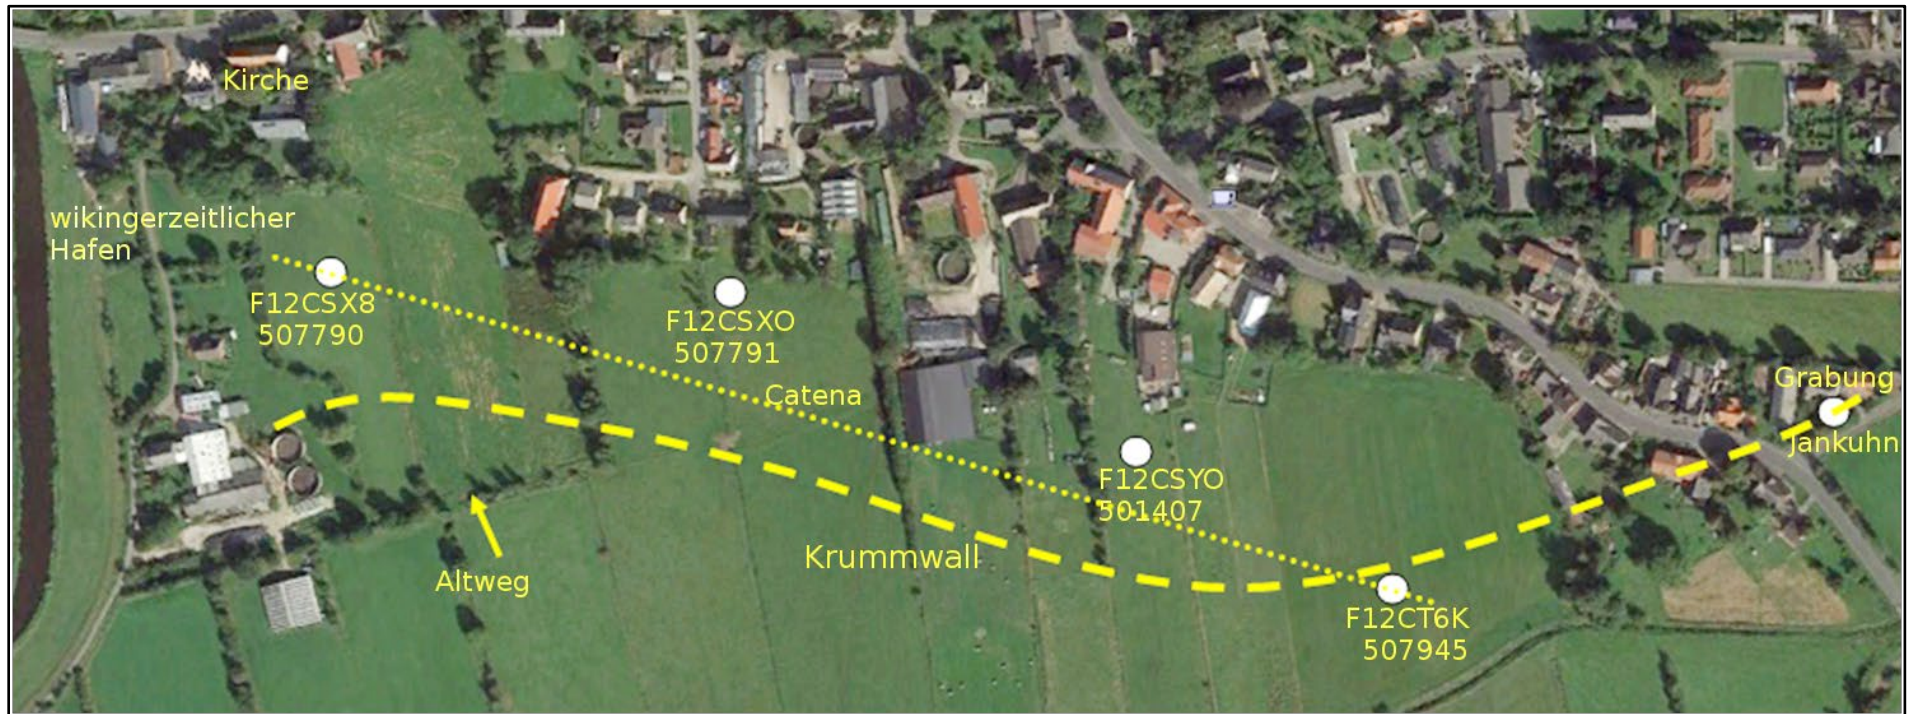 Kirche
wikingerzeitlicher
Hafen
F12CSX8
507790
F12CSXO
507791
Catena
Grabung
Jankuhn
F12CSYO
501407
Krummwall
Altweg
F12CT6K
507945